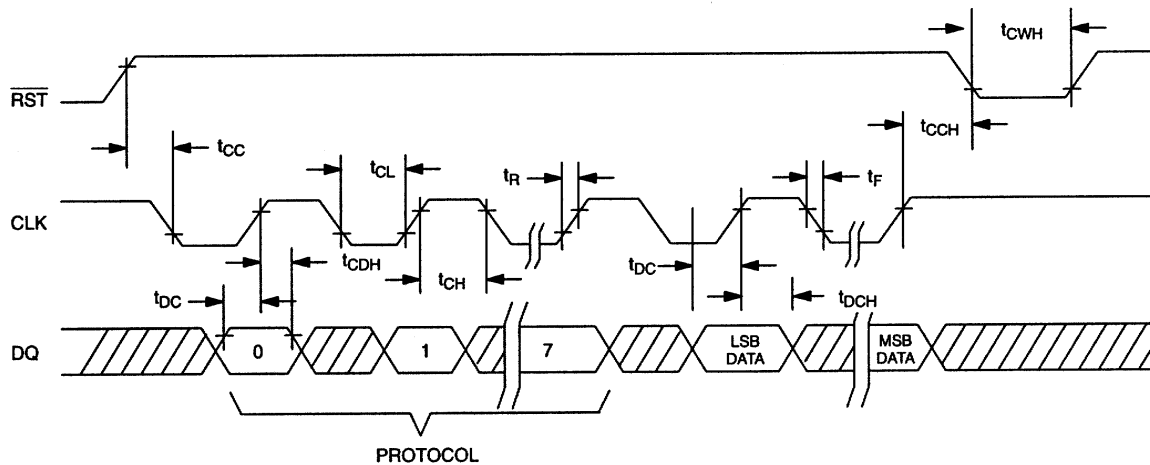 tCWH
RST
tCCH
tCC
tCL
tR
tF
CLK
tCDH
tCH
tDC
tDC
tDCH
DQ
0
1
7
LSB
DATA
MSB
DATA
PROTOCOL